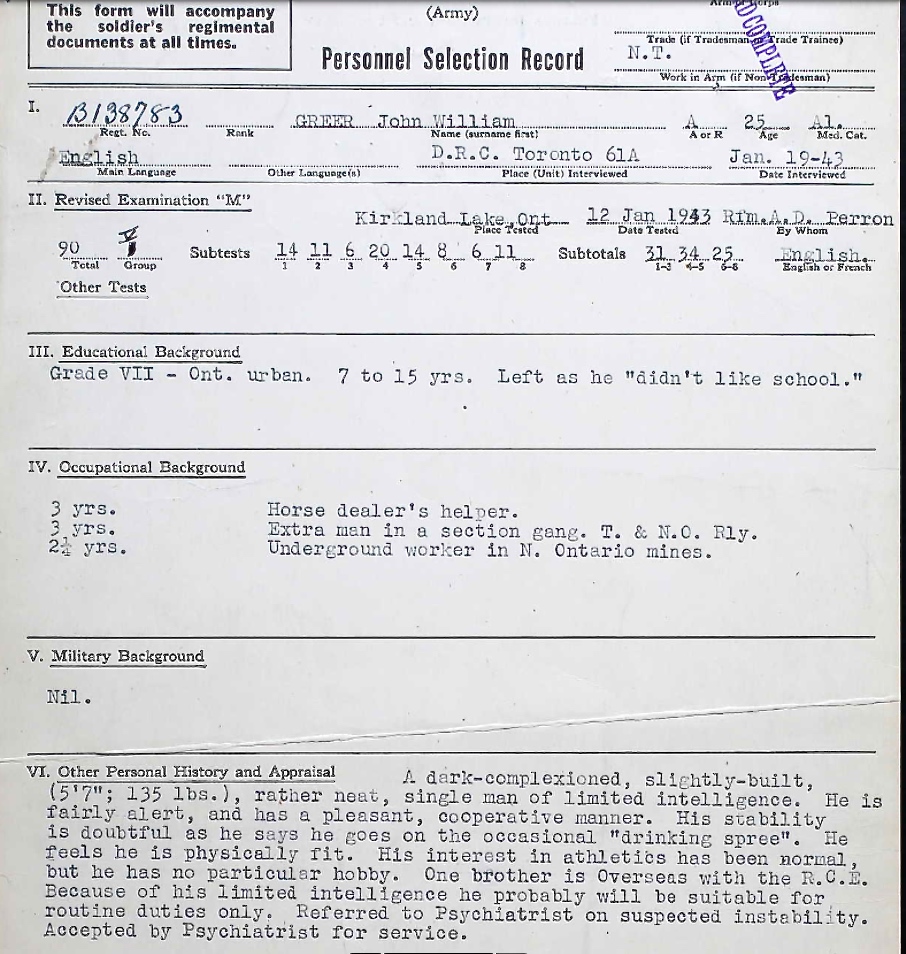 This form will accompany
the soldier's regimental
documents at all times.
(Army)
Personnel Selection Record
Trade (if Tradesman, Trade Trainee)
N.T.
Work in Arm (if Non-Tradesman)
COMPLETE
I. B138783 GREER John William A 25 A1.
Regt. No. Rank Name (surname first) A or R Age Med. Cat.
English D.R.C. Toronto 61A Jan. 19-43
Main Language Other Language(s) Place (Unit) Interviewed Date Interviewed
II. Revised Examination "M"
Kirkland Lake, Ont 12 Jan 1943 Rfm.A.D. Perron
Place Tested Date Tested By Whom
90 V Subtests 14 11 6 20 14 8 6 11 Subtotals 31 34 25 English.
Total Group 1 2 3 4 5 6 7 8 1-3 4-5 6-8 English or French
Other Tests
III. Educational Background
Grade VII - Ont. urban. 7 to 15 yrs. Left as he "didn't like school."
IV. Occupational Background
3 yrs. Horse dealer's helper.
3 yrs. Extra man in a section gang. T. & N.O. Rly.
2½ yrs. Underground worker in N. Ontario mines.
V. Military Background
Nil.
VI. Other Personal History and Appraisal A dark-complexioned, slightly-built,
(5'7"; 135 lbs.), rather neat, single man of limited intelligence. He is
fairly alert, and has a pleasant, cooperative manner. His stability
is doubtful as he says he goes on the occasional "drinking spree". He
feels he is physically fit. His interest in athletics has been normal,
but he has no particular hobby. One brother is Overseas with the R.C.E.
Because of his limited intelligence he probably will be suitable for
routine duties only. Referred to Psychiatrist on suspected instability.
Accepted by Psychiatrist for service.